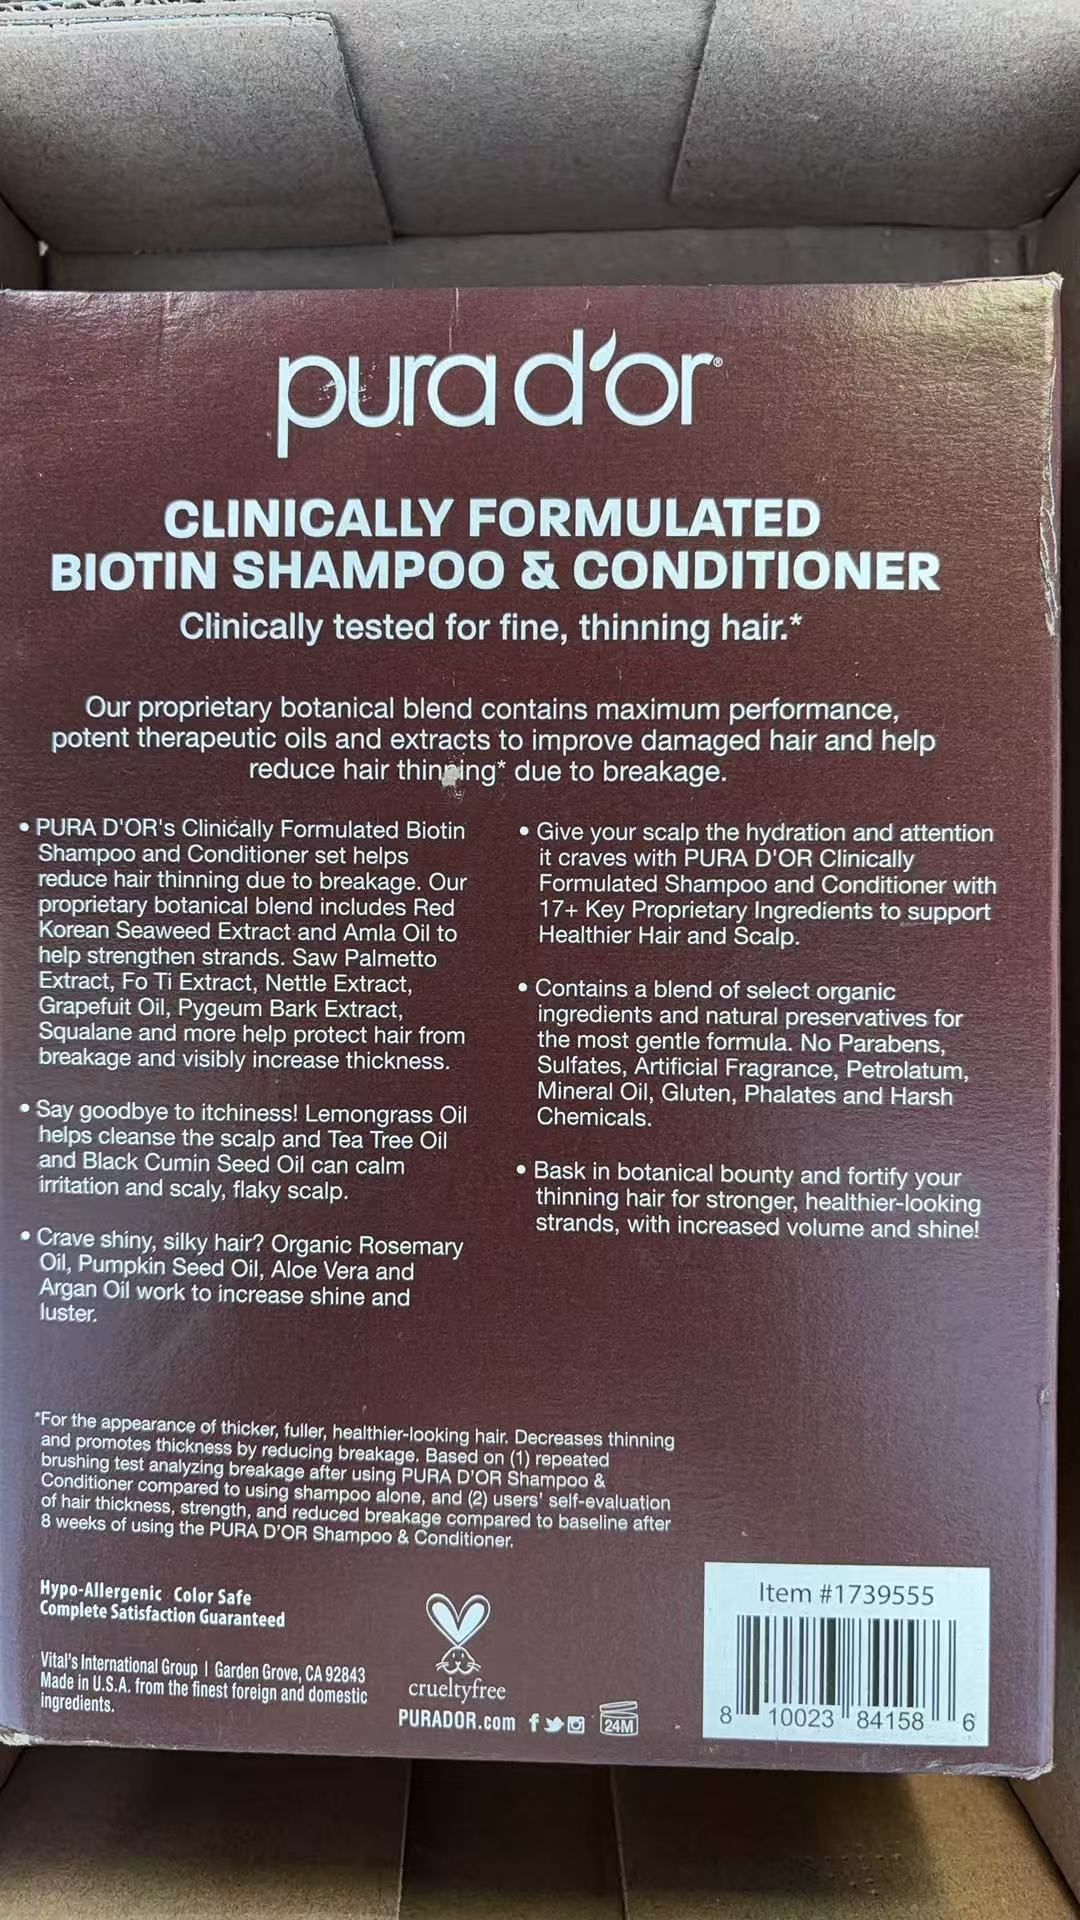 pura d'or®
CLINICALLY FORMULATED
BIOTIN SHAMPOO & CONDITIONER
Clinically tested for fine, thinning hair.*
Our proprietary botanical blend contains maximum performance,
potent therapeutic oils and extracts to improve damaged hair and help
reduce hair thinning* due to breakage.
• PURA D'OR's Clinically Formulated Biotin
Shampoo and Conditioner set helps
reduce hair thinning due to breakage. Our
proprietary botanical blend includes Red
Korean Seaweed Extract and Amla Oil to
help strengthen strands. Saw Palmetto
Extract, Fo Ti Extract, Nettle Extract,
Grapefuit Oil, Pygeum Bark Extract,
Squalane and more help protect hair from
breakage and visibly increase thickness.
• Say goodbye to itchiness! Lemongrass Oil
helps cleanse the scalp and Tea Tree Oil
and Black Cumin Seed Oil can calm
irritation and scaly, flaky scalp.
• Crave shiny, silky hair? Organic Rosemary
Oil, Pumpkin Seed Oil, Aloe Vera and
Argan Oil work to increase shine and
luster.
• Give your scalp the hydration and attention
it craves with PURA D'OR Clinically
Formulated Shampoo and Conditioner with
17+ Key Proprietary Ingredients to support
Healthier Hair and Scalp.
• Contains a blend of select organic
ingredients and natural preservatives for
the most gentle formula. No Parabens,
Sulfates, Artificial Fragrance, Petrolatum,
Mineral Oil, Gluten, Phalates and Harsh
Chemicals.
• Bask in botanical bounty and fortify your
thinning hair for stronger, healthier-looking
strands, with increased volume and shine!
*For the appearance of thicker, fuller, healthier-looking hair. Decreases thinning
and promotes thickness by reducing breakage. Based on (1) repeated
brushing test analyzing breakage after using PURA D'OR Shampoo &
Conditioner compared to using shampoo alone, and (2) users' self-evaluation
of hair thickness, strength, and reduced breakage compared to baseline after
8 weeks of using the PURA D'OR Shampoo & Conditioner.
Hypo-Allergenic Color Safe
Complete Satisfaction Guaranteed
Vital's International Group | Garden Grove, CA 92843
Made in U.S.A. from the finest foreign and domestic
ingredients.
crueltyfree
PURADOR.com
24M
Item #1739555
8 10023 84158 6